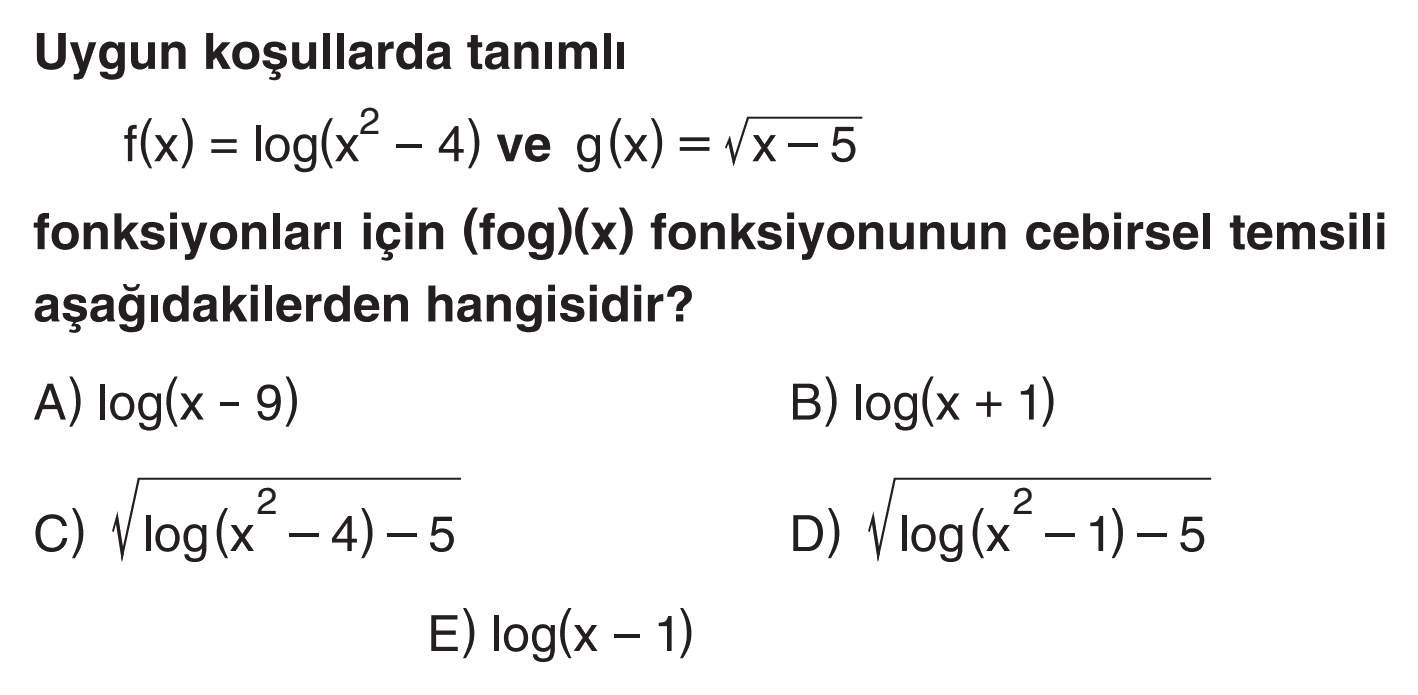 Uygun koşullarda tanımlı
f(x) = log(x² – 4) ve g(x) = √(x – 5)
fonksiyonları için (fog)(x) fonksiyonunun cebirsel temsili
aşağıdakilerden hangisidir?
A) log(x – 9) B) log(x + 1)
C) √(log(x² – 4) – 5) D) √(log(x² – 1) – 5)
E) log(x – 1)